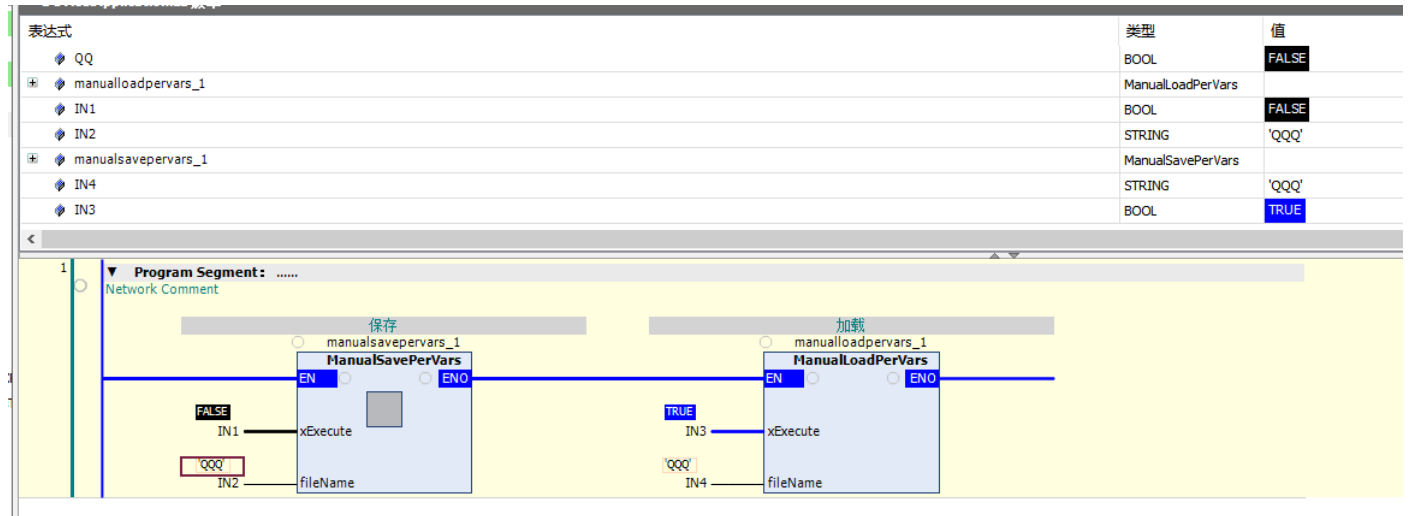 表达式 类型 值
QQ BOOL FALSE
manualloadpervars_1 ManualLoadPerVars
IN1 BOOL FALSE
IN2 STRING 'QQQ'
manualsavepervars_1 ManualSavePerVars
IN4 STRING 'QQQ'
IN3 BOOL TRUE
1 Program Segment: ......
Network Comment
保存 加载
manualsavepervars_1 manualloadpervars_1
ManualSavePerVars ManualLoadPerVars
EN ENO EN ENO
FALSE TRUE
IN1 xExecute IN3 xExecute
'QQQ' 'QQQ'
IN2 fileName IN4 fileName